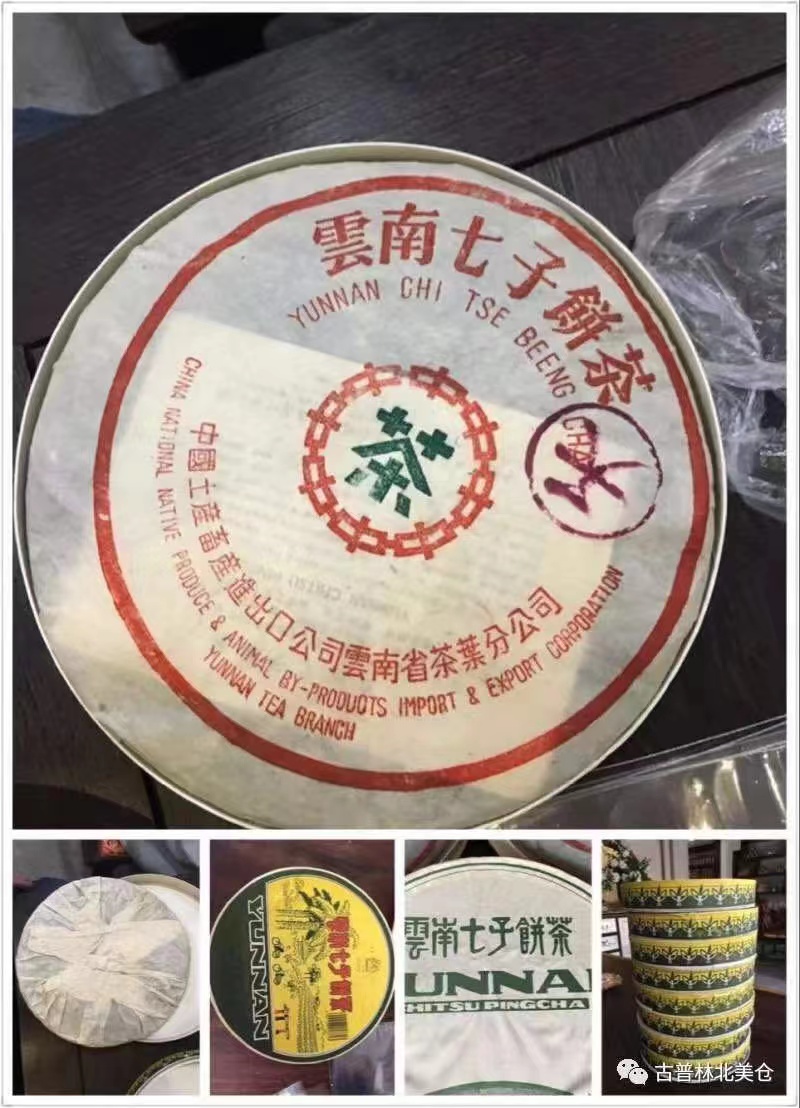 雲南七子餅茶
YUNNAN CHI TSE BEENG CHA
茶
中國土産畜産進出口公司雲南省茶葉分公司
CHINA NATIONAL NATIVE PRODUCE & ANIMAL BY-PRODUCTS IMPORT & EXPORT CORPORATION
YUNNAN TEA BRANCH
雲南七子餅茶
YUNNAN
雲南七子餅茶
UNNA
HITSU PINGCHA
古普林北美仓